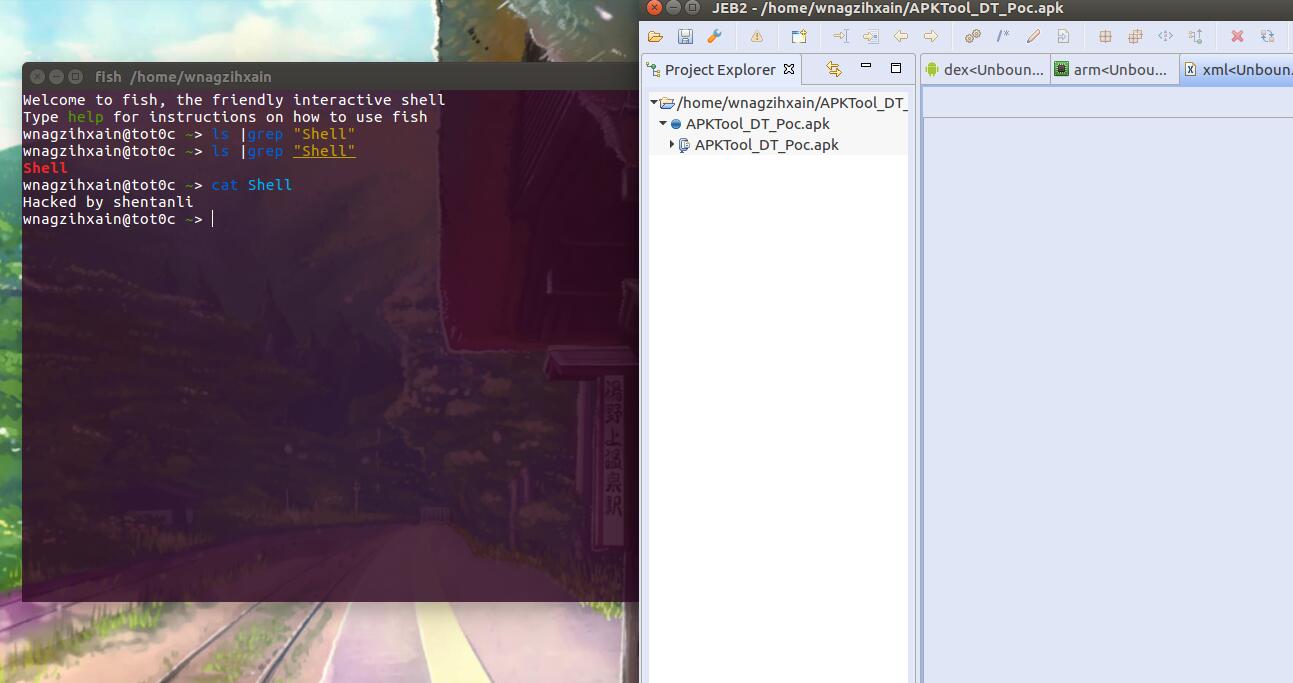 JEB2 - /home/wnagzihxain/APKTool_DT_Poc.apk
fish /home/wnagzihxain
Welcome to fish, the friendly interactive shell
Type help for instructions on how to use fish
wnagzihxain@tot0c ~> ls |grep "Shell"
wnagzihxain@tot0c ~> ls |grep "Shell"
Shell
wnagzihxain@tot0c ~> cat Shell
Hacked by shentanli
wnagzihxain@tot0c ~>
Project Explorer
dex<Unboun...
arm<Unbou...
xml<Unboun.
/home/wnagzihxain/APKTool_DT_
APKTool_DT_Poc.apk
APKTool_DT_Poc.apk
湯野上温泉駅